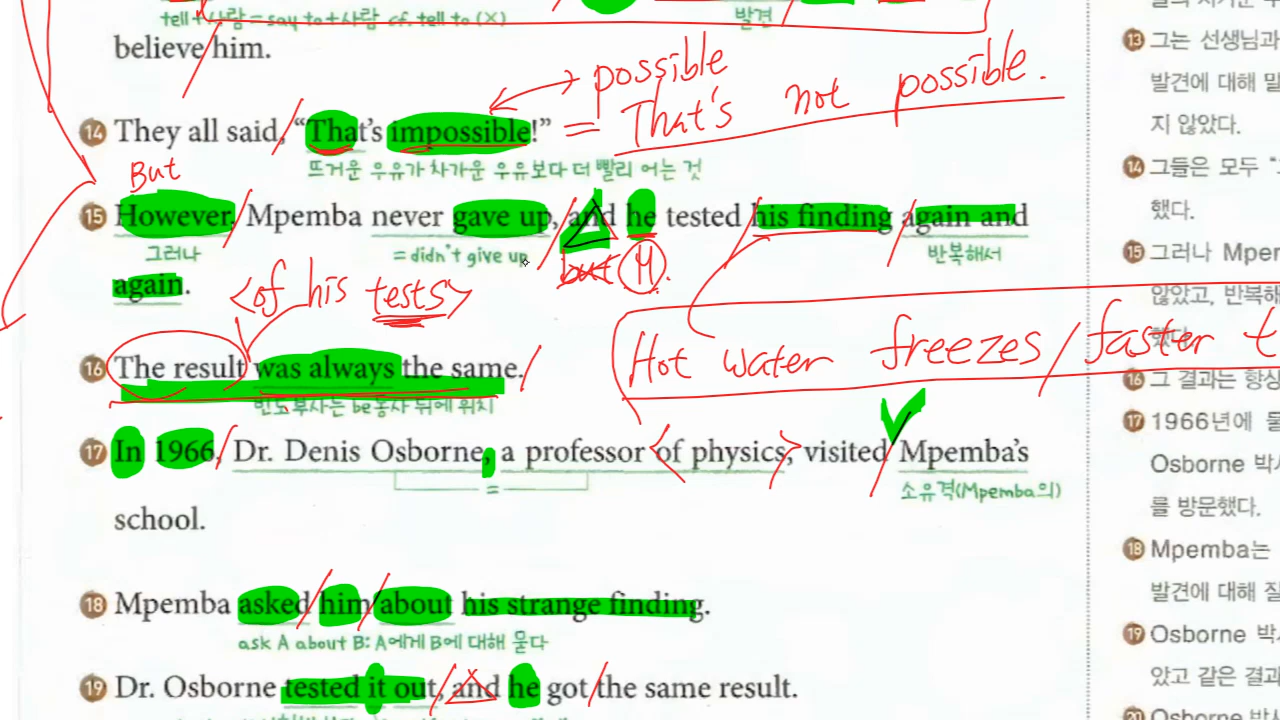 tell+사람=say to+사람 cf. tell to (X)
발견
believe him.
possible
= That's not possible.
⑭ They all said, “That's impossible!”
뜨거운 우유가 차가운 우유보다 더 빨리 어는 것
But
⑮ However, Mpemba never gave up, and he tested his finding again and
그러나
= didn't give up
but
M
반복해서
again.
<of his tests>
Hot water freezes / faster t
⑯ The result was always the same.
빈도부사는 be동사 뒤에 위치
⑰ In 1966, Dr. Denis Osborne, a professor <of physics>, visited Mpemba's
=
소유격(Mpemba의)
school.
⑱ Mpemba asked him about his strange finding.
ask A about B: A에게 B에 대해 묻다
⑲ Dr. Osborne tested it out, and he got the same result.
⑬ 그는 선생님과
발견에 대해 말
지 않았다.
⑭ 그들은 모두 “
했다.
⑮ 그러나 Mpem
않았고, 반복해
했다.
⑯ 그 결과는 항상
⑰ 1966년에 물
Osborne 박사
를 방문했다.
⑱ Mpemba는
발견에 대해 질
⑲ Osborne 박
았고 같은 결과
Osborne 박사